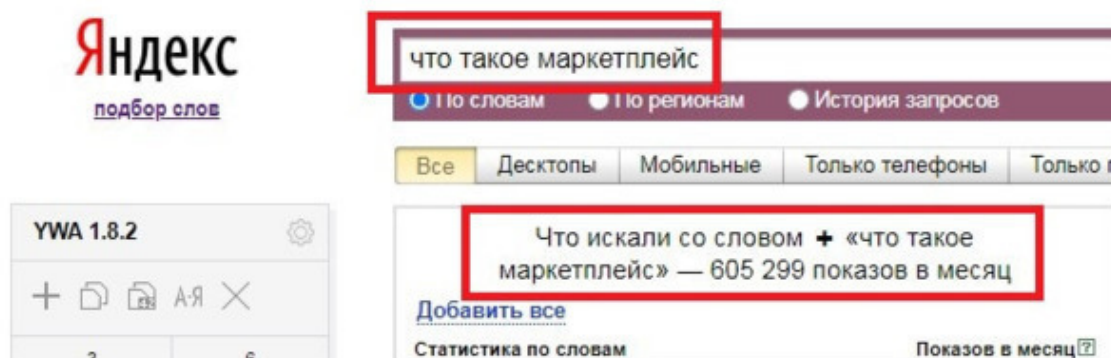 Яндекс
подбор слов
что такое маркетплейс
По словам По регионам История запросов
Все Десктопы Мобильные Только телефоны Только
YWA 1.8.2
А-Я
Что искали со словом + «что такое
маркетплейс» — 605 299 показов в месяц
Добавить все
Статистика по словам Показов в месяц ?